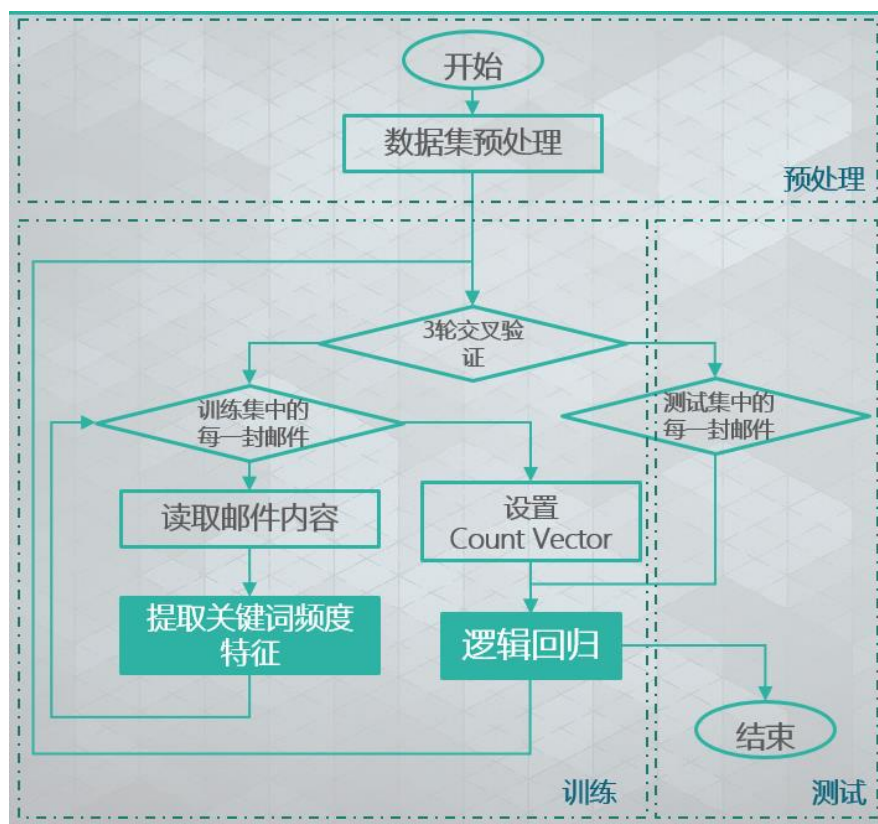 开始
数据集预处理
预处理
3轮交叉验
证
训练集中的
每一封邮件
测试集中的
每一封邮件
读取邮件内容
设置
Count Vector
提取关键词频度
特征
逻辑回归
结束
训练
测试